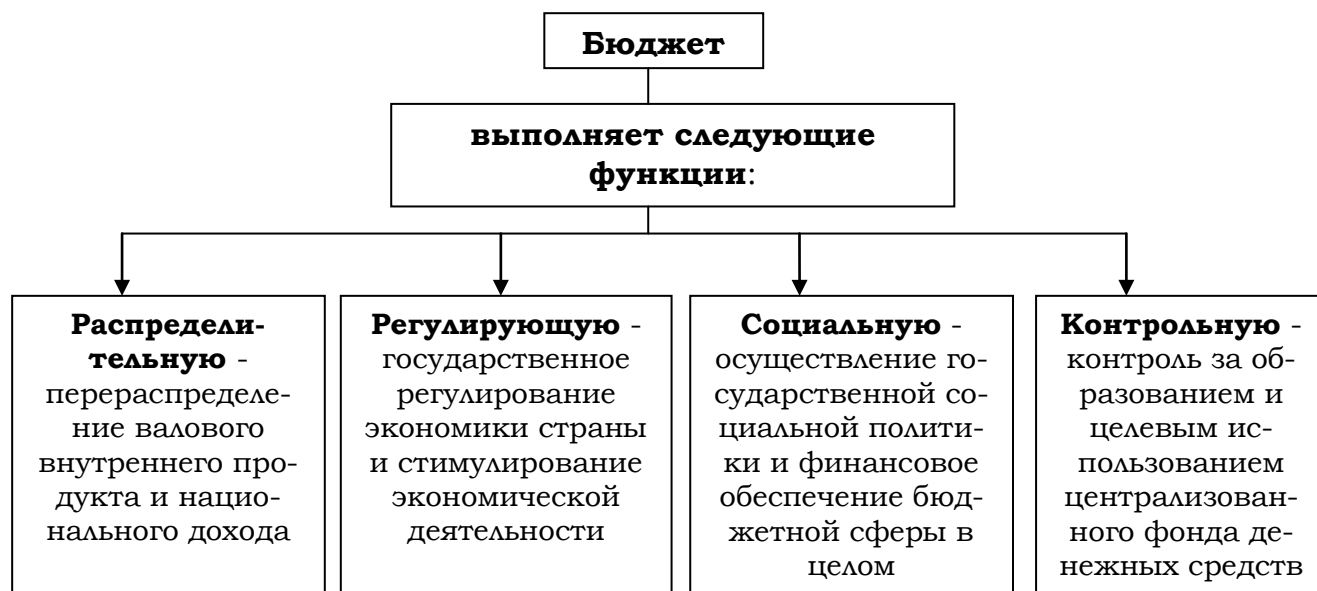 Бюджет
выполняет следующие
функции:
Распредели-
тельную -
перераспределе-
ние валового
внутреннего про-
дукта и нацио-
нального дохода
Регулирующую -
государственное
регулирование
экономики страны
и стимулирование
экономической
деятельности
Социальную -
осуществление го-
сударственной со-
циальной полити-
ки и финансовое
обеспечение бюд-
жетной сферы в
целом
Контрольную -
контроль за об-
разованием и
целевым ис-
пользованием
централизован-
ного фонда де-
нежных средств